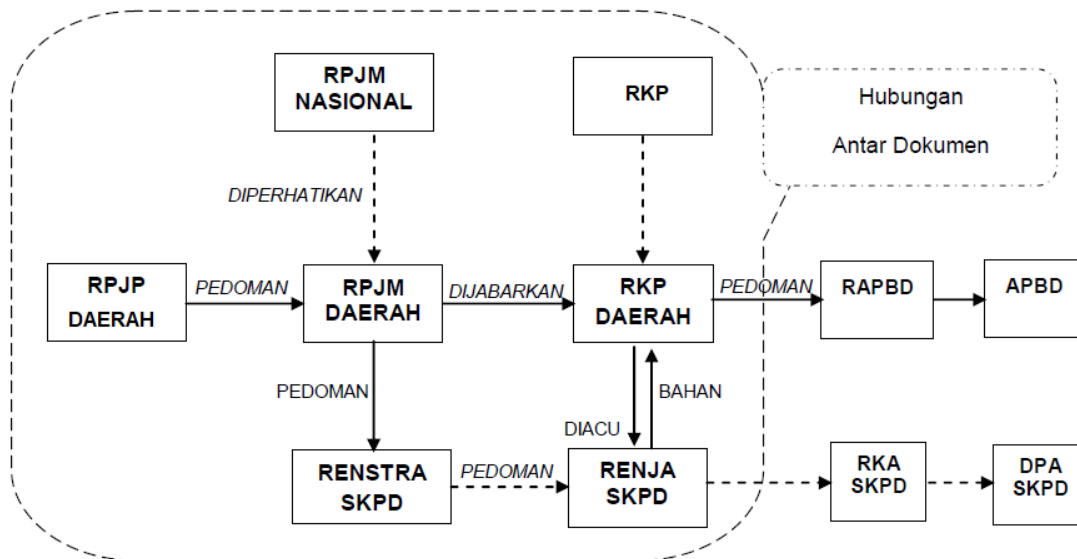 RPJM
NASIONAL
RKP
Hubungan
Antar Dokumen
DIPERHATIKAN
RPJP
DAERAH
PEDOMAN
RPJM
DAERAH
DIJABARKAN
RKP
DAERAH
PEDOMAN
RAPBD
APBD
PEDOMAN
DIACU
BAHAN
RENSTRA
SKPD
PEDOMAN
RENJA
SKPD
RKA
SKPD
DPA
SKPD